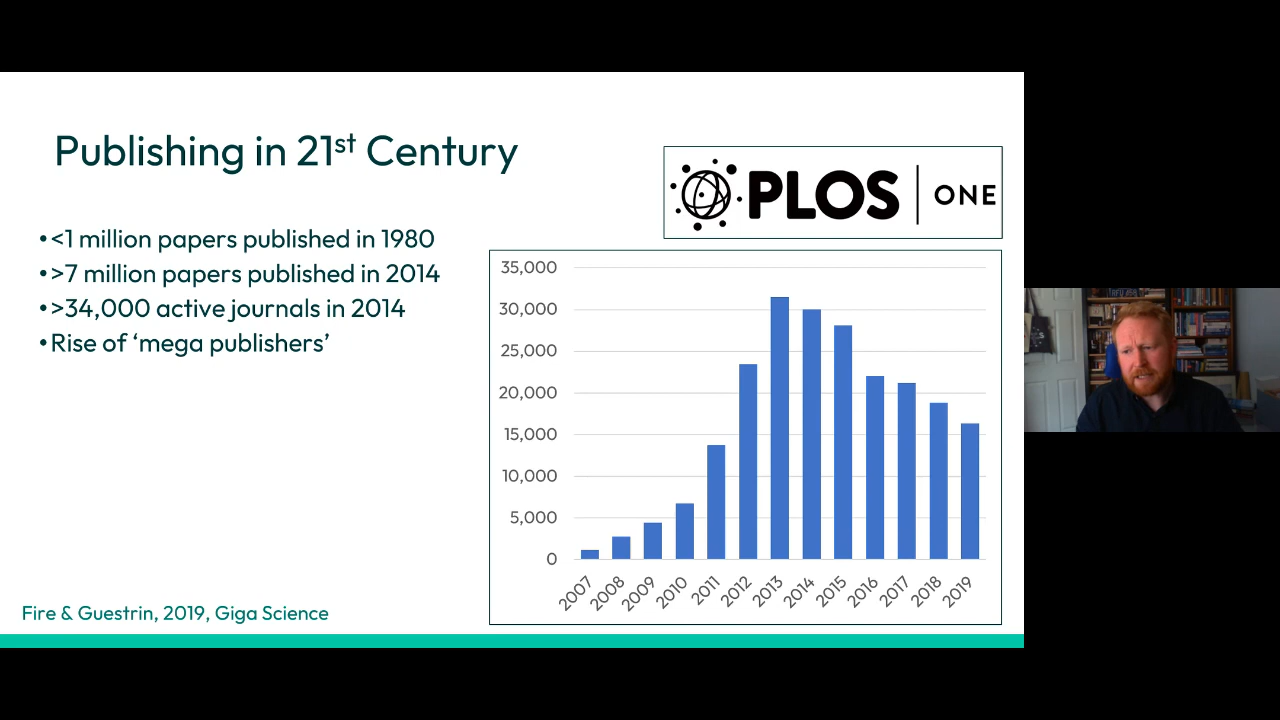 Publishing in 21st Century
PLOS ONE
•<1 million papers published in 1980
•>7 million papers published in 2014
•>34,000 active journals in 2014
•Rise of ‘mega publishers’
35,000
30,000
25,000
20,000
15,000
10,000
5,000
0
2007 2008 2009 2010 2011 2012 2013 2014 2015 2016 2017 2018 2019
Fire & Guestrin, 2019, Giga Science